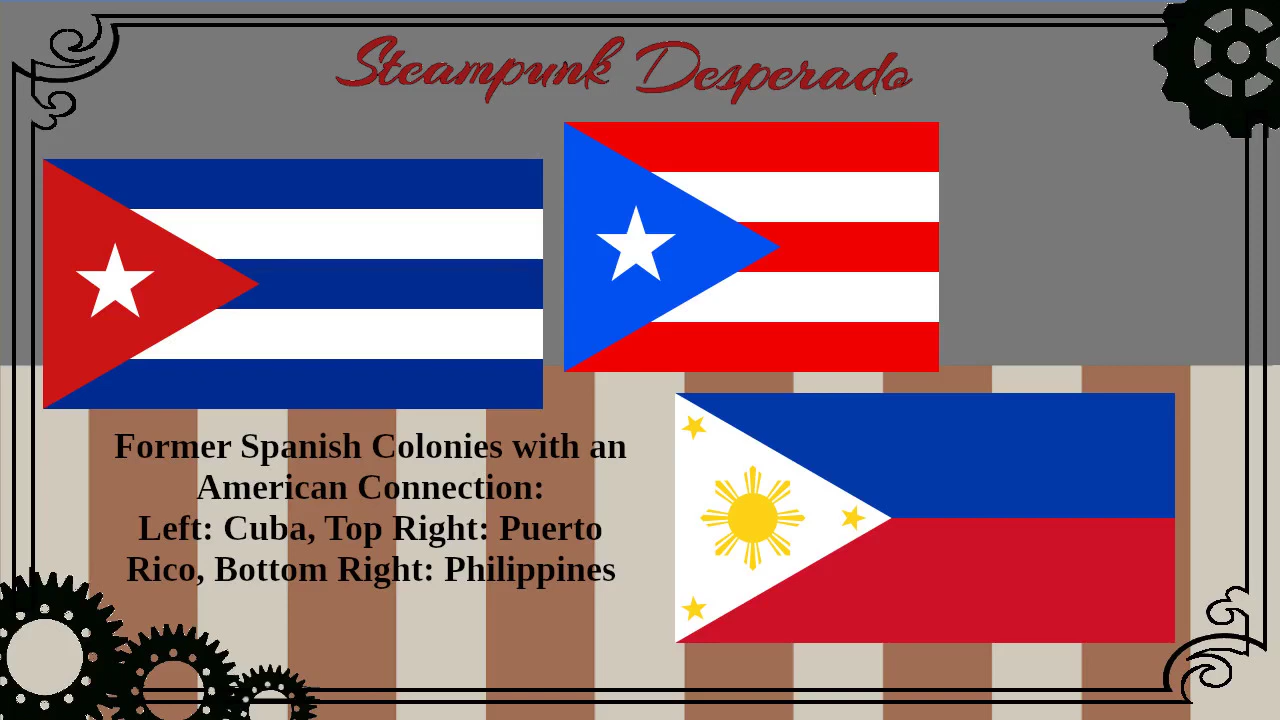 Steampunk Desperado
Former Spanish Colonies with an
American Connection:
Left: Cuba, Top Right: Puerto
Rico, Bottom Right: Philippines